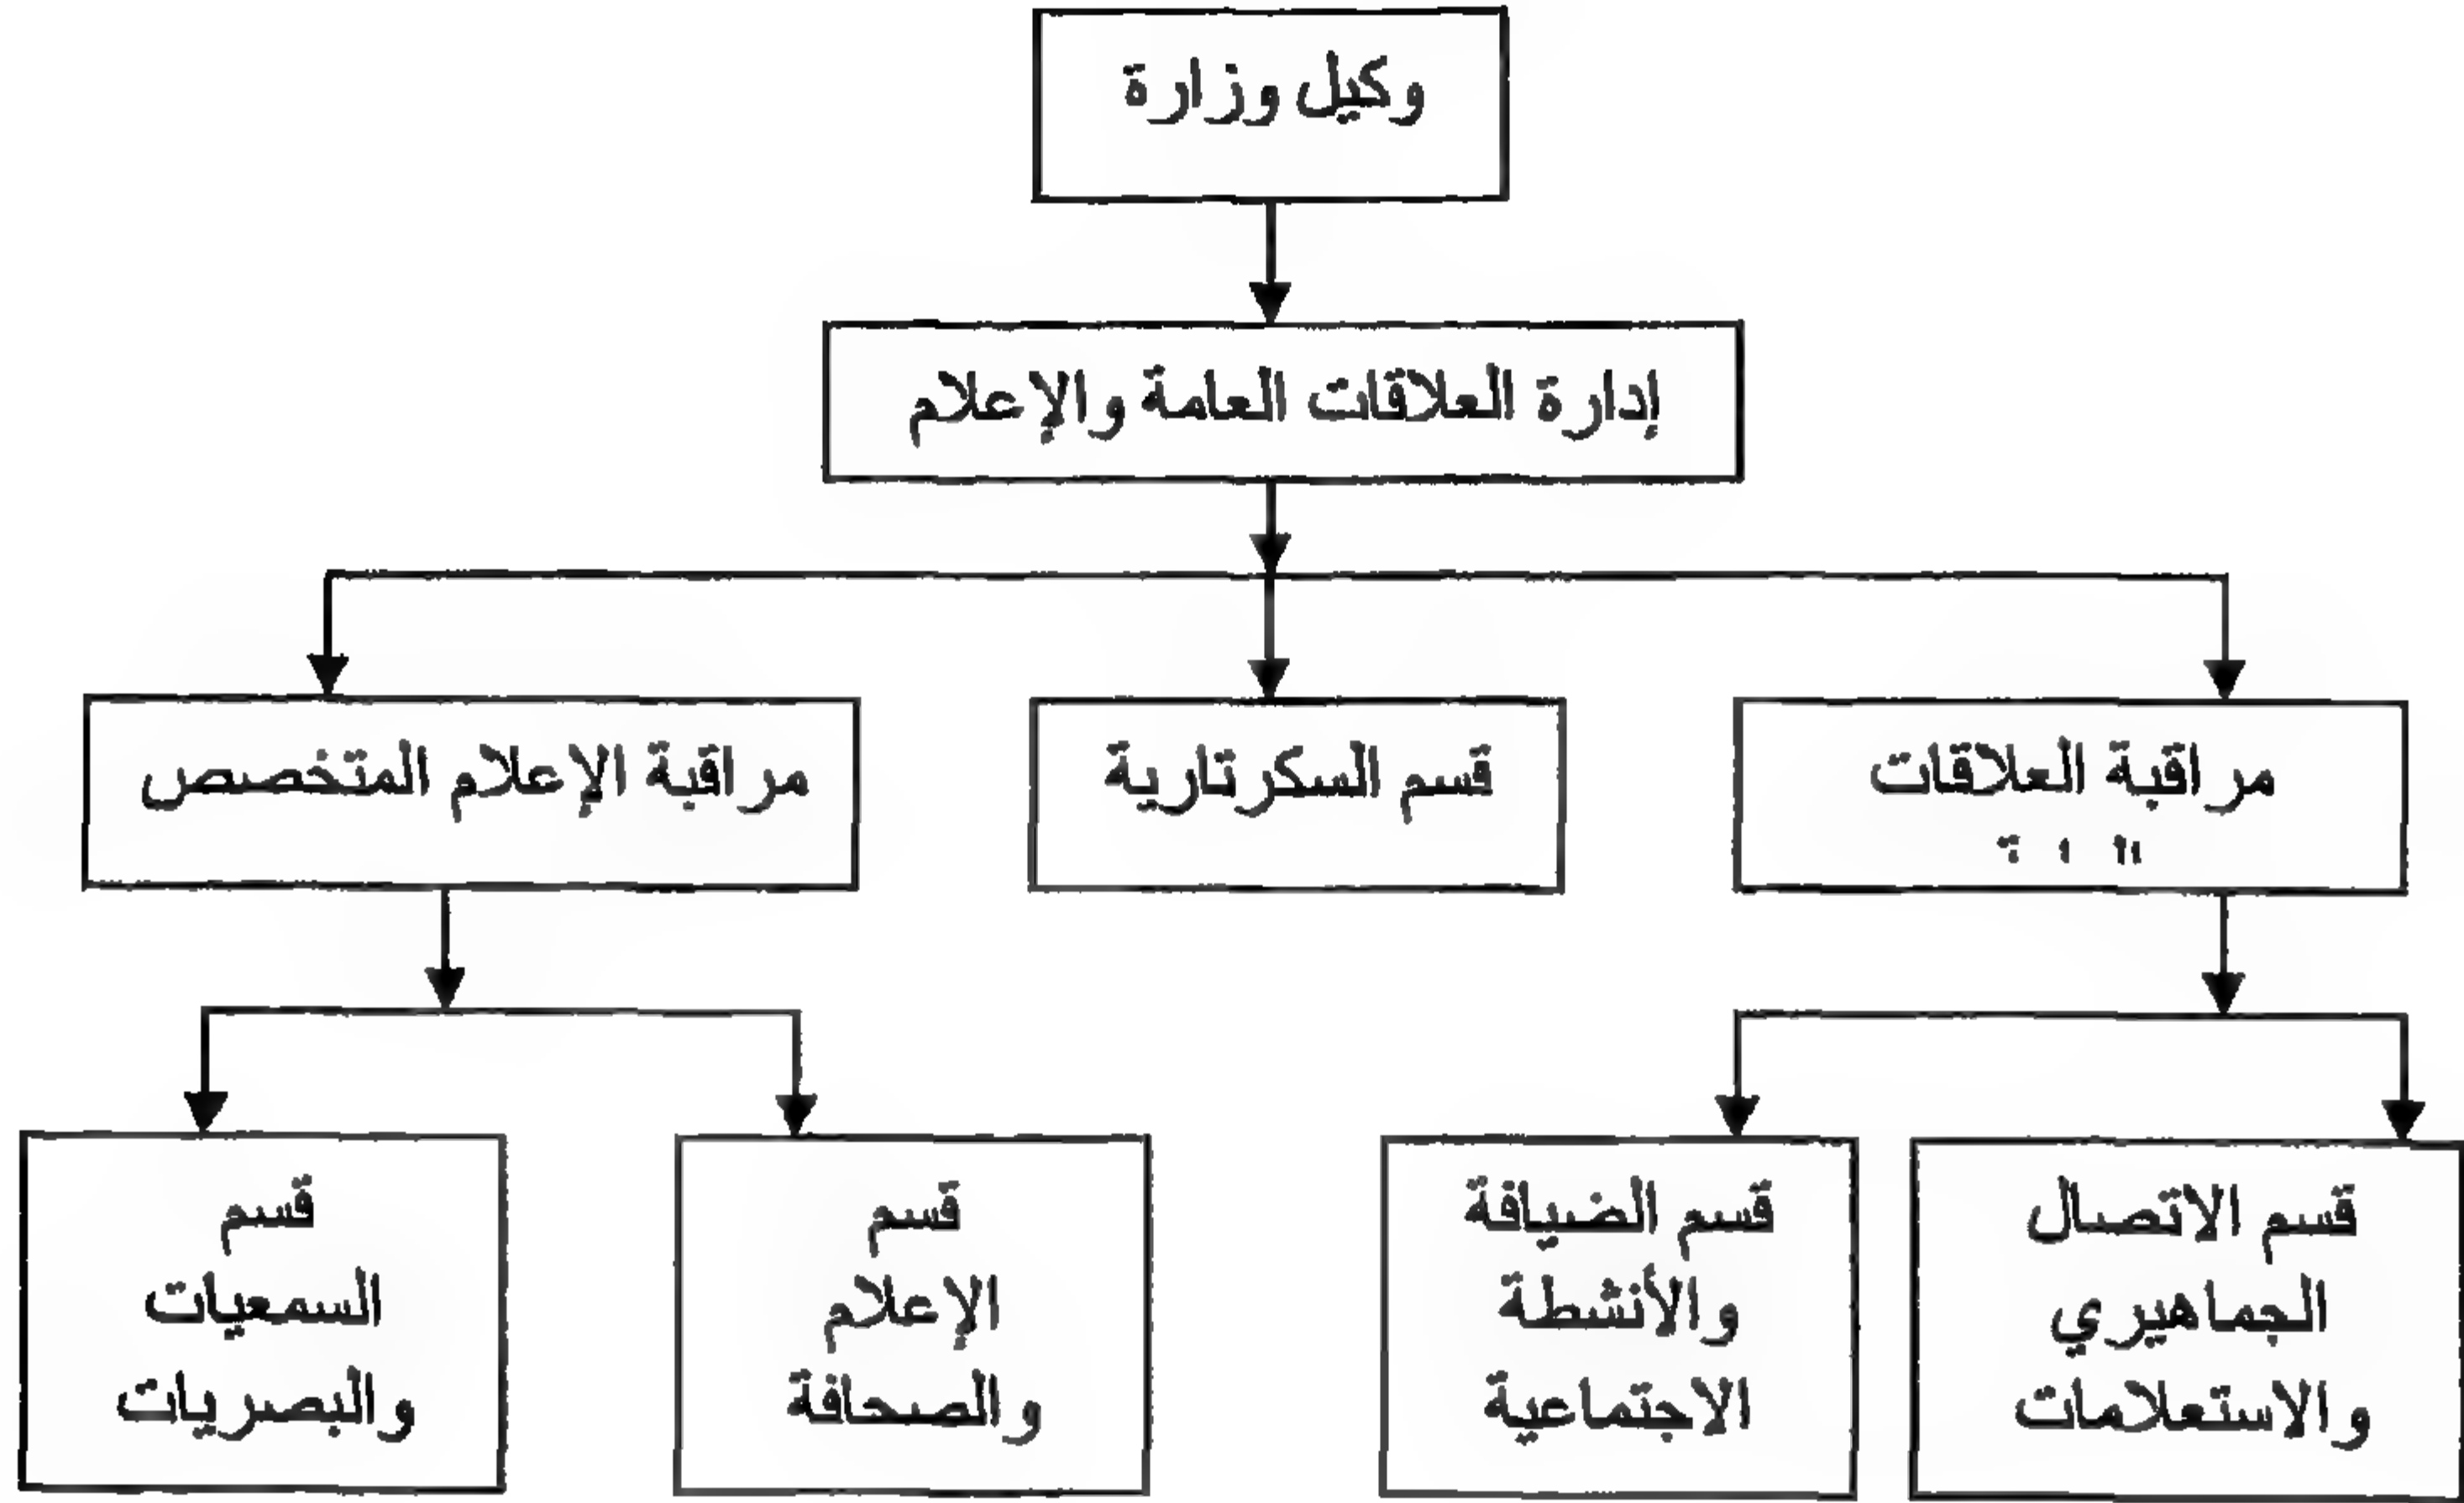 وكيل وزارة
إدارة العلاقات العامة والإعلام
مراقبة العلاقات
قسم السكرتارية
مراقبة الإعلام المتخصص
قسم الاتصال
الجماهيري
والاستعلامات
قسم الضيافة
والأنشطة
الاجتماعية
قسم
الإعلام
والصحافة
قسم
السمعيات
والبصريات